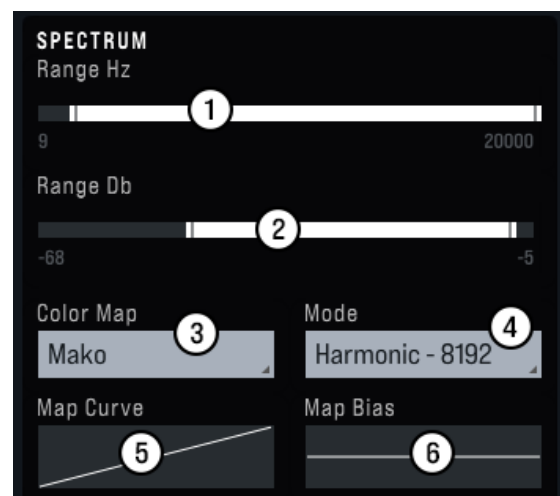 SPECTRUM
Range Hz
1
9 20000
Range Db
2
-68 -5
Color Map Mode
3 4
Mako Harmonic - 8192
Map Curve Map Bias
5 6